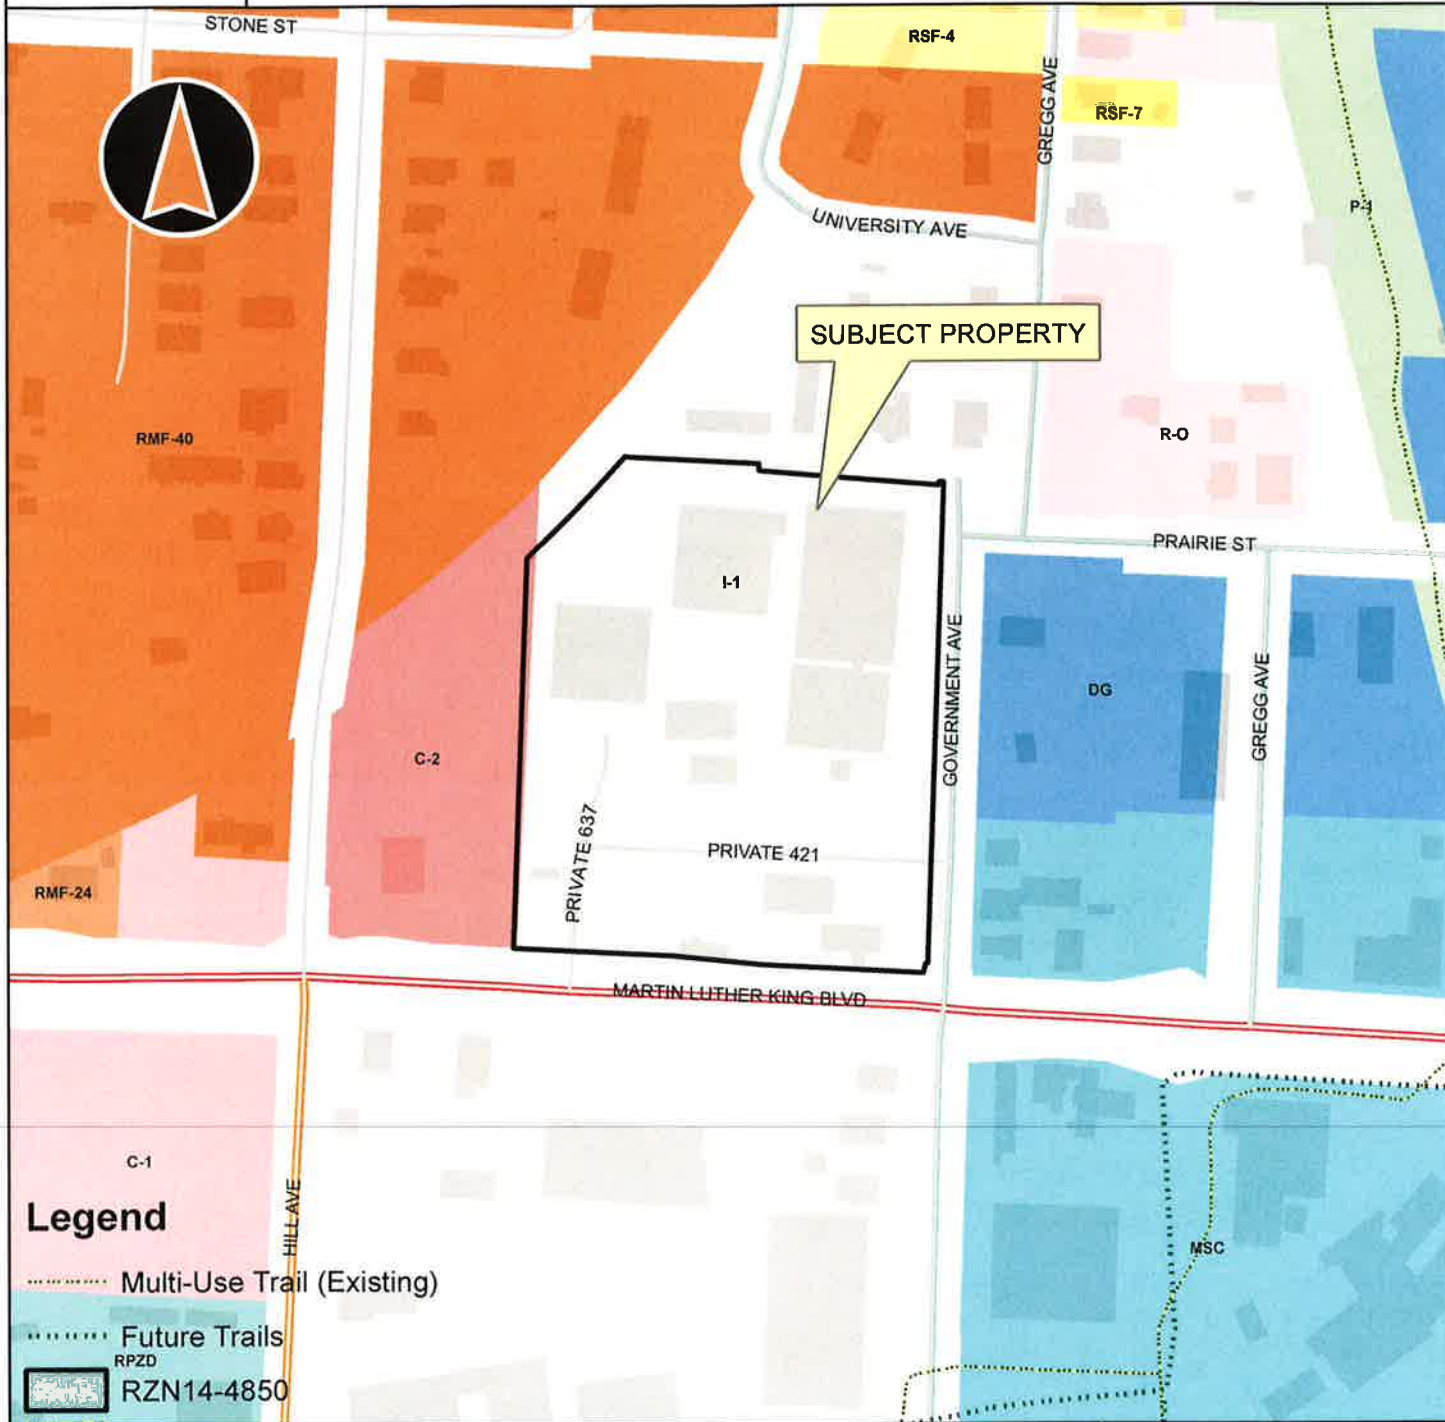 STONE ST
RSF-4
GREGG AVE
RSF-7
P-1
UNIVERSITY AVE
SUBJECT PROPERTY
RMF-40
R-O
PRAIRIE ST
I-1
GOVERNMENT AVE
DG
GREGG AVE
C-2
PRIVATE 637
PRIVATE 421
RMF-24
MARTIN LUTHER KING BLVD
C-1
HILL AVE
MSC
Legend
Multi-Use Trail (Existing)
Future Trails
RPZD
RZN14-4850